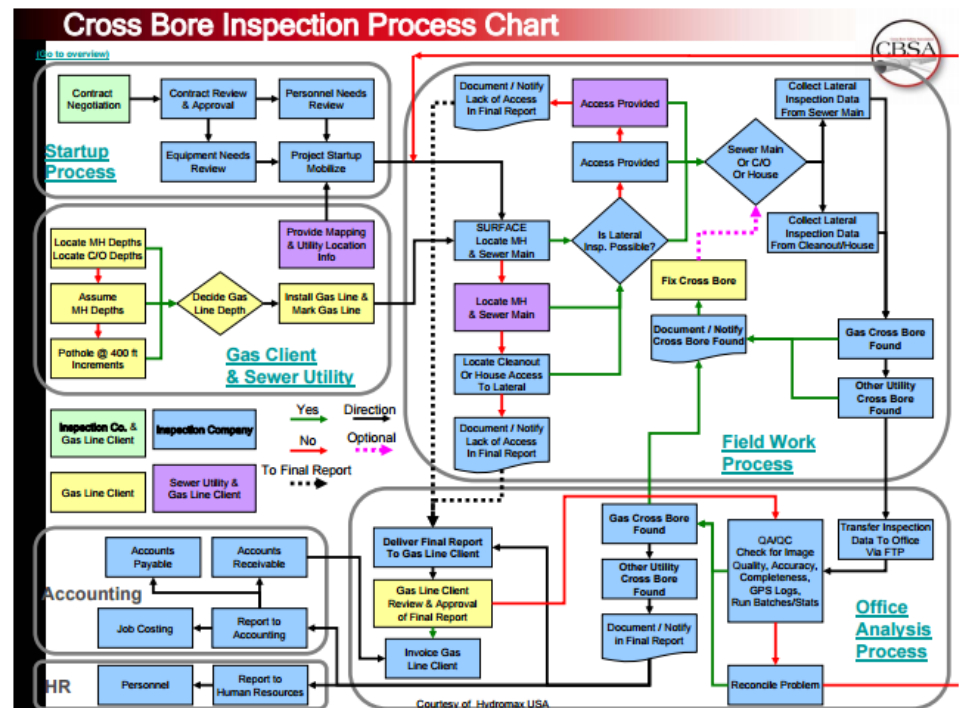 Cross Bore Inspection Process Chart
(Go to overview)
CBSA
Contract
Negotiation
Contract Review
& Approval
Personnel Needs
Review
Equipment Needs
Review
Project Startup
Mobilize
Startup
Process
Document / Notify
Lack of Access
In Final Report
Access Provided
Access Provided
Sewer Main
Or C/O
Or House
Collect Lateral
Inspection Data
From Sewer Main
Collect Lateral
Inspection Data
From Cleanout/House
Locate MH Depths
Locate C/O Depths
Assume
MH Depths
Pothole @ 400 ft
Increments
Decide Gas
Line Depth
Provide Mapping
& Utility Location
Info
Install Gas Line &
Mark Gas Line
Gas Client
& Sewer Utility
SURFACE
Locate MH
& Sewer Main
Is Lateral
Insp. Possible?
Locate MH
& Sewer Main
Locate Cleanout
Or House Access
To Lateral
Document / Notify
Lack of Access
In Final Report
Fix Cross Bore
Document / Notify
Cross Bore Found
Gas Cross Bore
Found
Other Utility
Cross Bore
Found
Field Work
Process
Inspection Co. &
Gas Line Client
Inspection Company
Gas Line Client
Sewer Utility &
Gas Line Client
Yes
Direction
No
Optional
To Final Report
Deliver Final Report
To Gas Line Client
Gas Line Client
Review & Approval
of Final Report
Invoice Gas
Line Client
Gas Cross Bore
Found
Other Utility
Cross Bore
Found
Document / Notify
in Final Report
QA/QC
Check for Image
Quality, Accuracy,
Completeness,
GPS Logs,
Run Batches/Stats
Transfer Inspection
Data To Office
Via FTP
Reconcile Problem
Office
Analysis
Process
Accounts
Payable
Accounts
Receivable
Accounting
Job Costing
Report to
Accounting
HR
Personnel
Report to
Human Resources
Courtesy of Hydromax USA